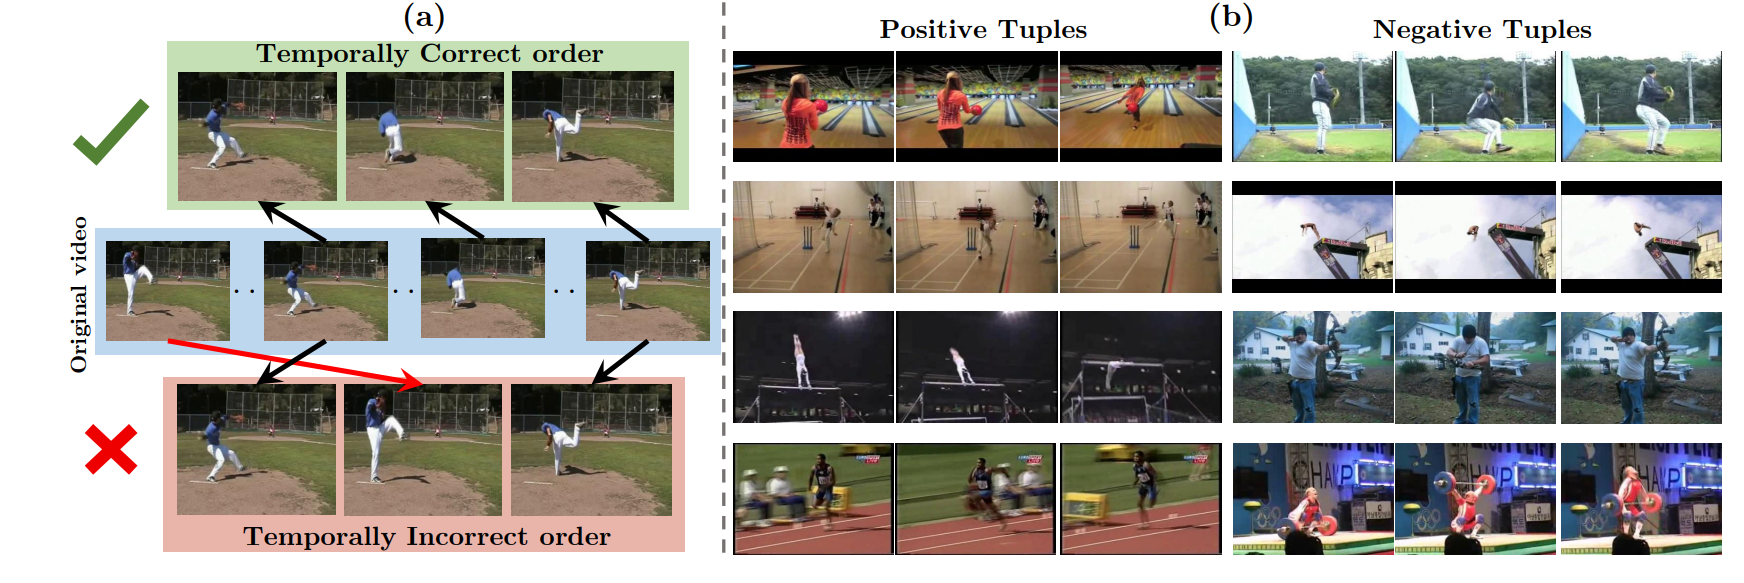 (a)
Temporally Correct order
Original video
Temporally Incorrect order
(b)
Positive Tuples
Negative Tuples